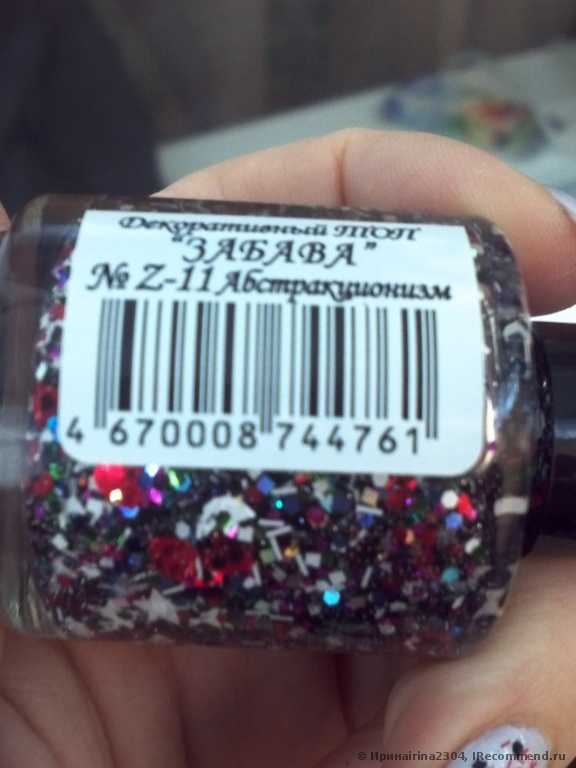 Декоративный ТОП
"ЗАБАВА"
№ Z-11 Абстракционизм
4 670008 744761
© Иринаirina2304, IRecommend.ru